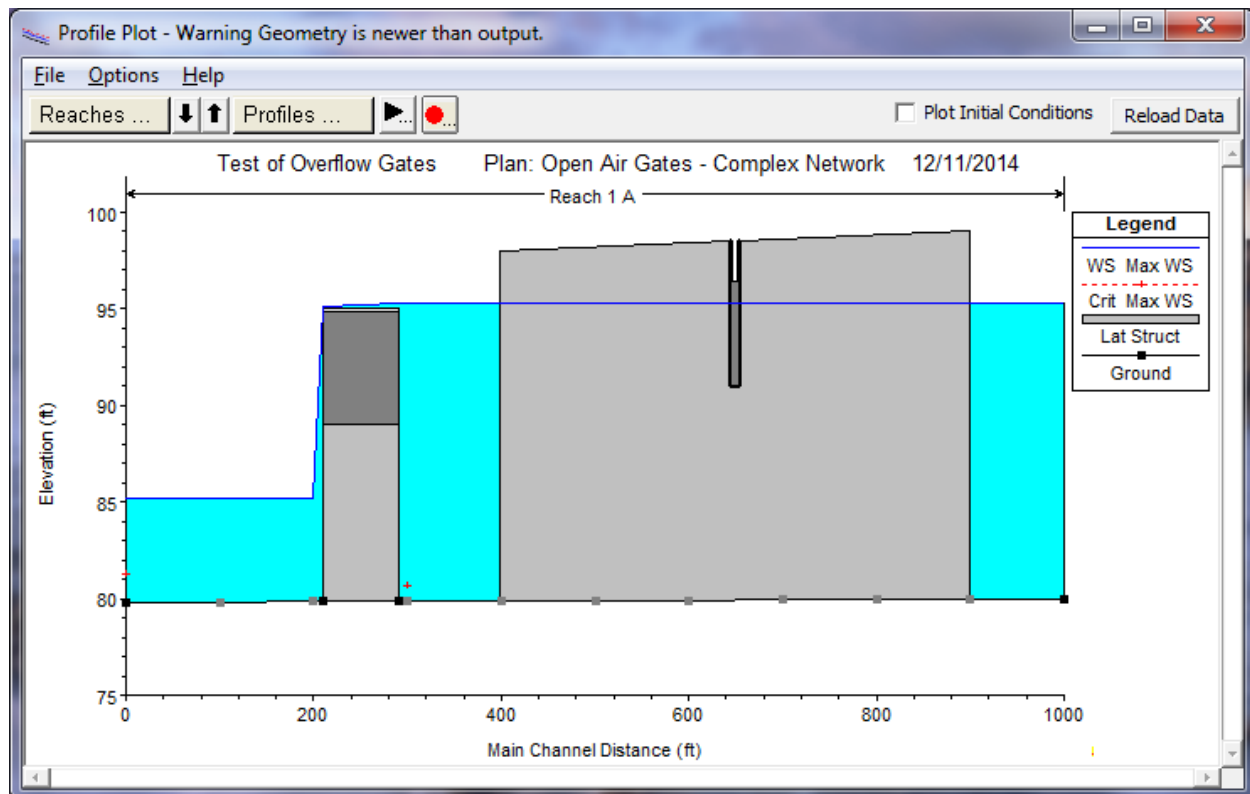 Profile Plot - Warning Geometry is newer than output.
File Options Help
Reaches ... Profiles ... ... ... Plot Initial Conditions Reload Data
Test of Overflow Gates Plan: Open Air Gates - Complex Network 12/11/2014
Reach 1 A
Elevation (ft)
100
95
90
85
80
75
0 200 400 600 800 1000
Main Channel Distance (ft)
Legend
WS Max WS
Crit Max WS
Lat Struct
Ground